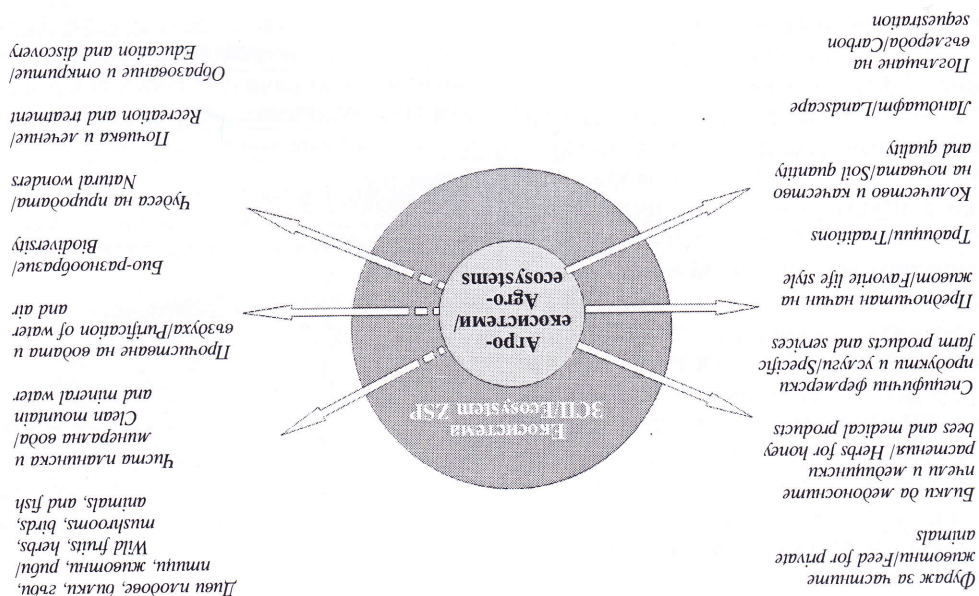 Фураж за частните
животни/Feed for private
animals
Билки да медоносните
пчели и медицински
растения/ Herbs for honey
bees and medical products
Специфични фермерски
продукти и услуги/Specific
farm products and services
Предпочитан начин на
живот/Favorite life style
Традиции/Traditions
Количество и качество
на почвата/Soil quantity
and quality
Ландшафт/Landscape
Поглъщане на
въглерода/Carbon
sequestration
Екосистема
ЗСП/Ecosystem ZSP
Агро-
екосистеми/
Agro-
ecosystems
Диви плодове, билки, гъби,
птици, животни, риби/
Wild fruits, herbs,
mushrooms, birds,
animals, and fish
Чиста планинска и
минерална вода/
Clean mountain
and mineral water
Прочистване на водата и
въздуха/Purification of water
and air
Био-разнообразие/
Biodiversity
Чудеса на природата/
Natural wonders
Почивка и лечение/
Recreation and treatment
Образование и откритие/
Education and discovery